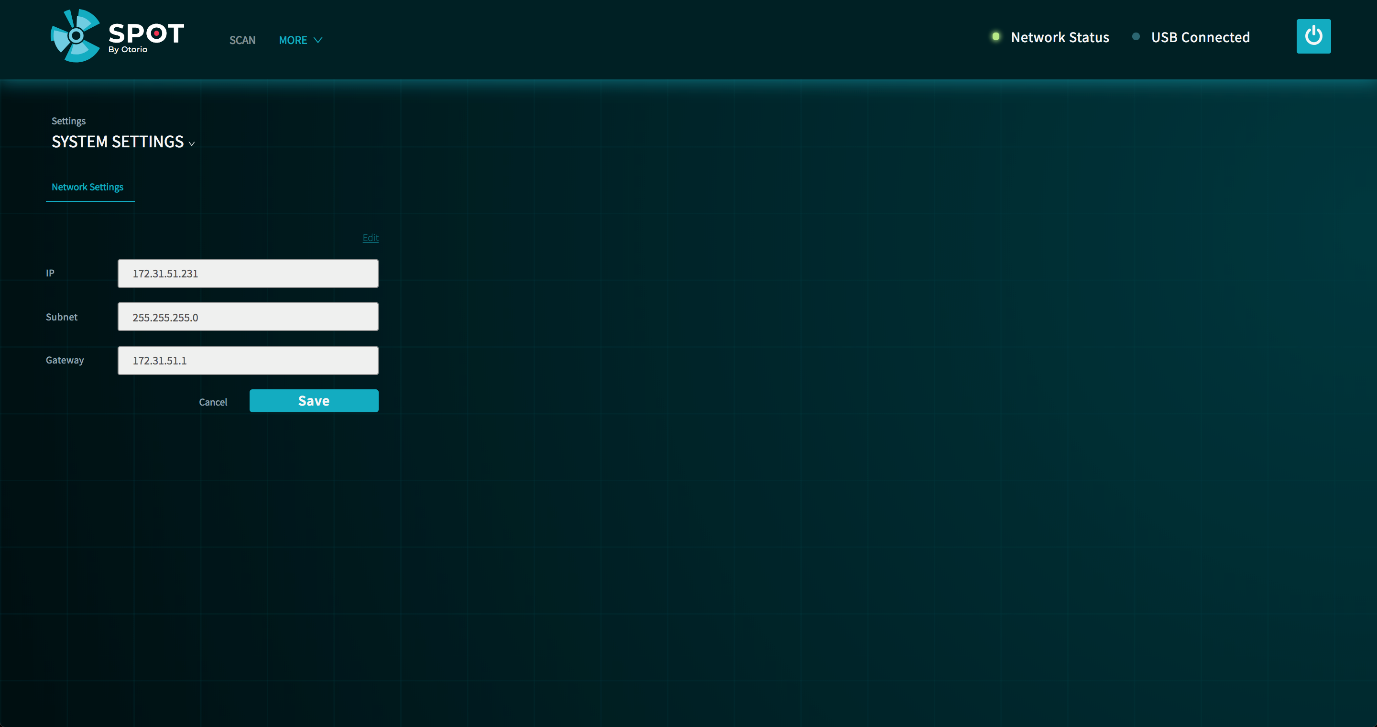 SPOT
By Otorio
SCAN
MORE
Network Status
USB Connected
Settings
SYSTEM SETTINGS
Network Settings
Edit
IP
172.31.51.231
Subnet
255.255.255.0
Gateway
172.31.51.1
Cancel
Save